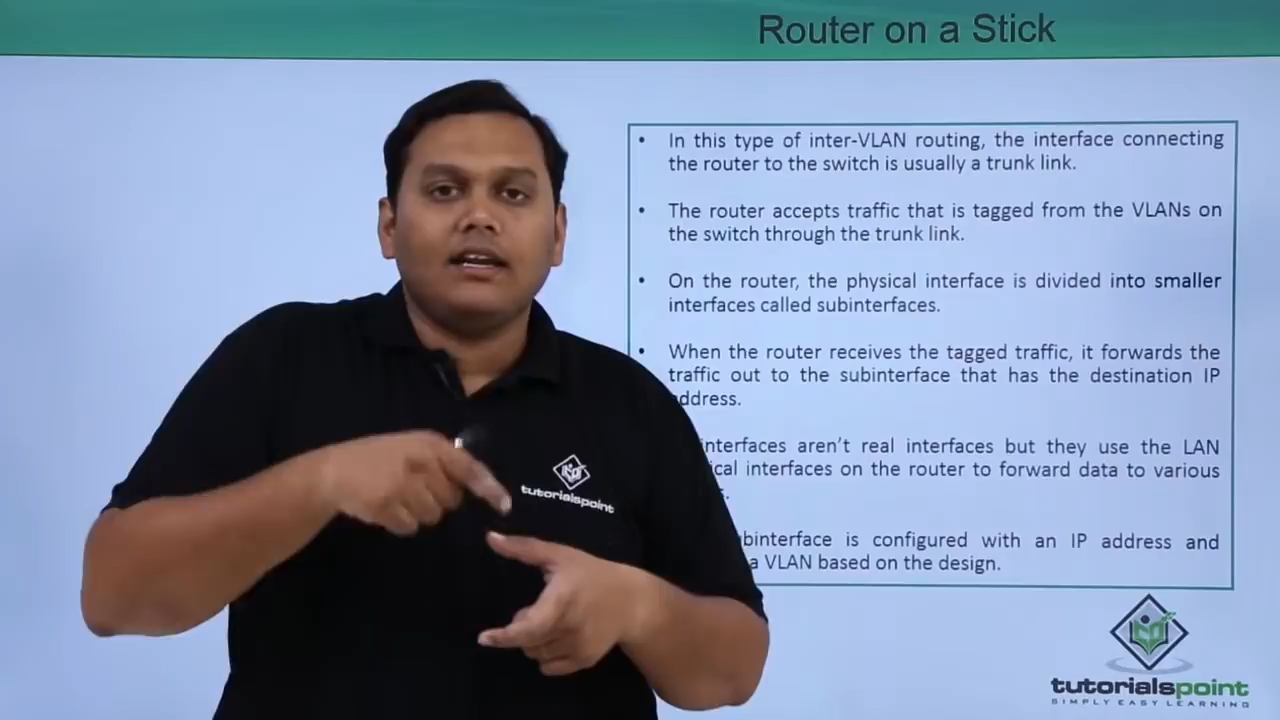 Router on a Stick
• In this type of inter-VLAN routing, the interface connecting
the router to the switch is usually a trunk link.
• The router accepts traffic that is tagged from the VLANs on
the switch through the trunk link.
• On the router, the physical interface is divided into smaller
interfaces called subinterfaces.
• When the router receives the tagged traffic, it forwards the
traffic out to the subinterface that has the destination IP
ddress.
interfaces aren't real interfaces but they use the LAN
ical interfaces on the router to forward data to various
binterface is configured with an IP address and
a VLAN based on the design.
tutorialspoint
tutorialspoint
SIMPLY EASY LEARNING